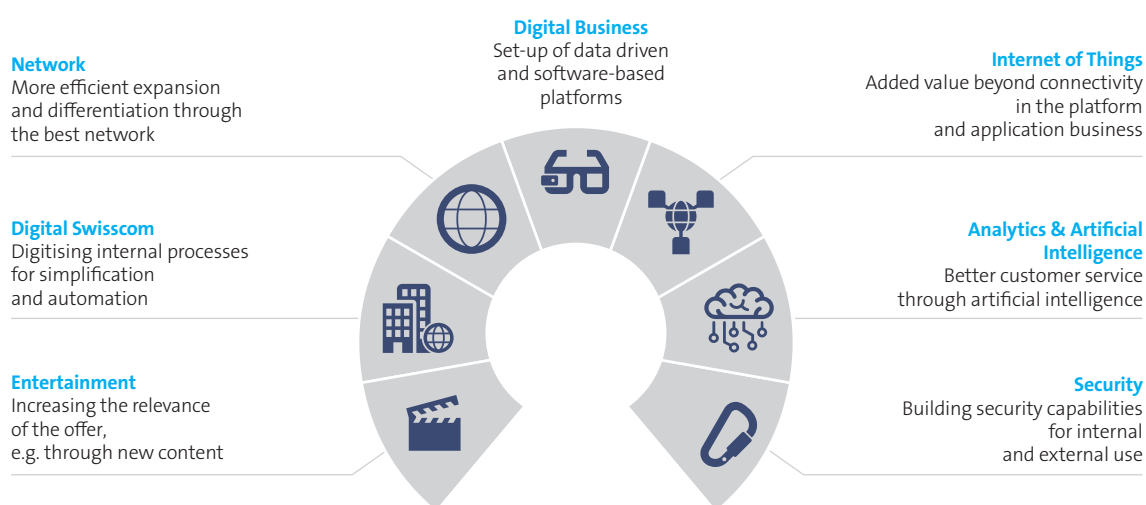 Digital Business
Set-up of data driven
and software-based
platforms
Network
More efficient expansion
and differentiation through
the best network
Internet of Things
Added value beyond connectivity
in the platform
and application business
Digital Swisscom
Digitising internal processes
for simplification
and automation
Analytics & Artificial
Intelligence
Better customer service
through artificial intelligence
Entertainment
Increasing the relevance
of the offer,
e.g. through new content
Security
Building security capabilities
for internal
and external use